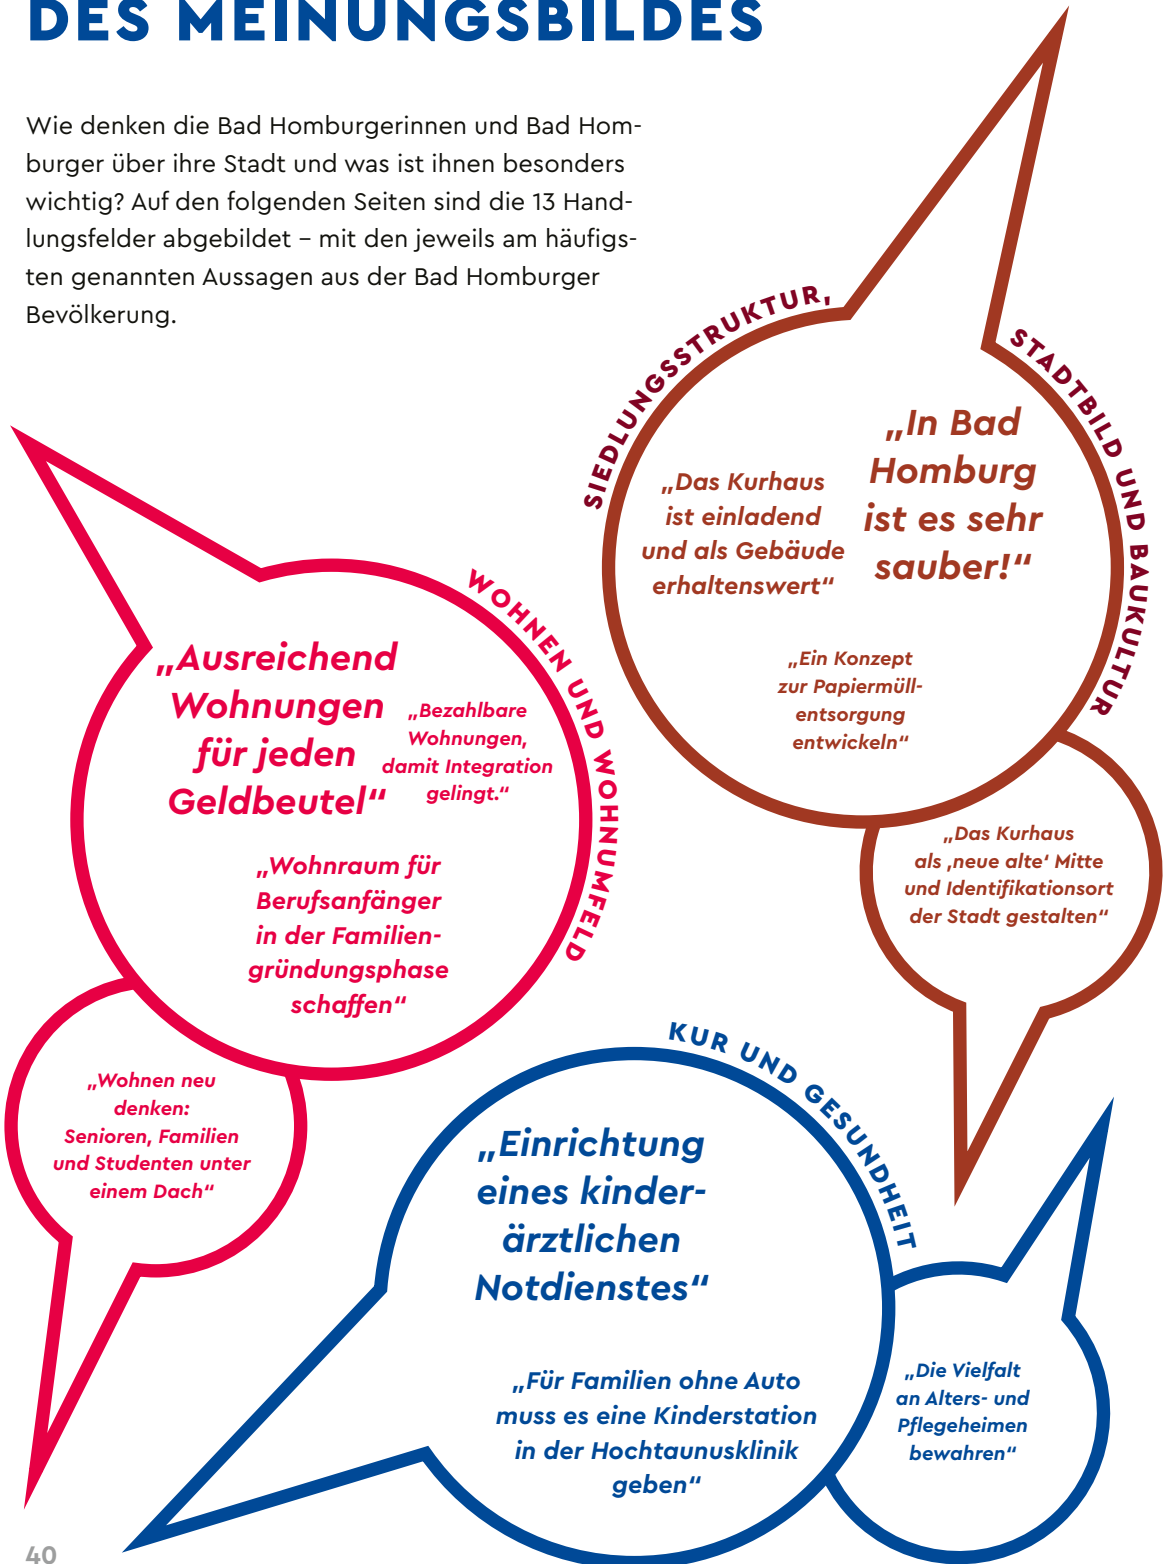 DES MEINUNGSBILDES
Wie denken die Bad Homburgerinnen und Bad Hom-
burger über ihre Stadt und was ist ihnen besonders
wichtig? Auf den folgenden Seiten sind die 13 Hand-
lungsfelder abgebildet – mit den jeweils am häufigs-
ten genannten Aussagen aus der Bad Homburger
Bevölkerung.
SIEDLUNGSSTRUKTUR,
STADTBILD UND BAUKULTUR
„Das Kurhaus
ist einladend
und als Gebäude
erhaltenswert“
„In Bad
Homburg
ist es sehr
sauber!“
„Ein Konzept
zur Papiermüll-
entsorgung
entwickeln“
„Das Kurhaus
als ‚neue alte‘ Mitte
und Identifikationsort
der Stadt gestalten“
WOHNEN UND WOHNUMFELD
„Ausreichend
Wohnungen
für jeden
Geldbeutel“
„Bezahlbare
Wohnungen,
damit Integration
gelingt.“
„Wohnraum für
Berufsanfänger
in der Familien-
gründungsphase
schaffen“
„Wohnen neu
denken:
Senioren, Familien
und Studenten unter
einem Dach“
KUR UND GESUNDHEIT
„Einrichtung
eines kinder-
ärztlichen
Notdienstes“
„Für Familien ohne Auto
muss es eine Kinderstation
in der Hochtaunusklinik
geben“
„Die Vielfalt
an Alters- und
Pflegeheimen
bewahren“
40